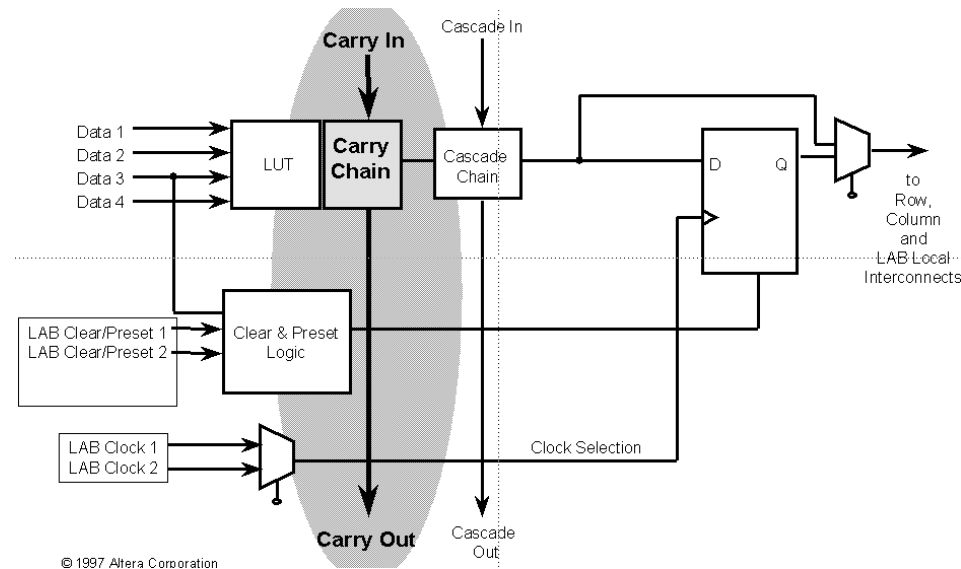 Carry In
Cascade In
Data 1
Data 2
Data 3
Data 4
LUT
Carry
Chain
Cascade
Chain
D
Q
to
Row,
Column
and
LAB Local
Interconnects
LAB Clear/Preset 1
LAB Clear/Preset 2
Clear & Preset
Logic
LAB Clock 1
LAB Clock 2
Clock Selection
Carry Out
Cascade
Out
© 1997 Altera Corporation